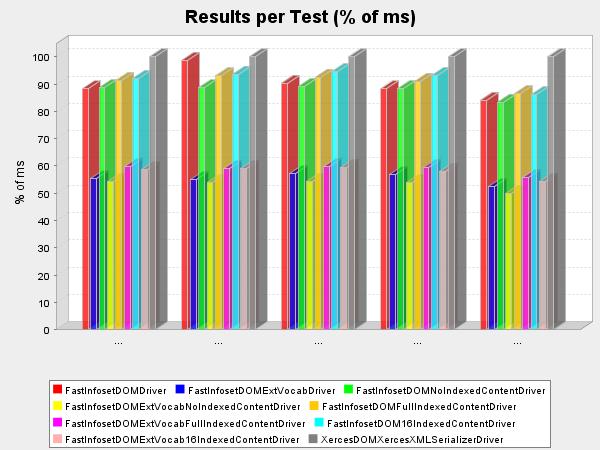 Results per Test (% of ms)
100
90
80
70
60
50
40
30
20
10
0
% of ms
... ... ... ... ...
FastInfosetDOMDriver FastInfosetDOMExtVocabDriver FastInfosetDOMNoIndexedContentDriver
FastInfosetDOMExtVocabNoIndexedContentDriver FastInfosetDOMFullIndexedContentDriver
FastInfosetDOMExtVocabFullIndexedContentDriver FastInfosetDOM16IndexedContentDriver
FastInfosetDOMExtVocab16IndexedContentDriver XercesDOMXercesXMLSerializerDriver